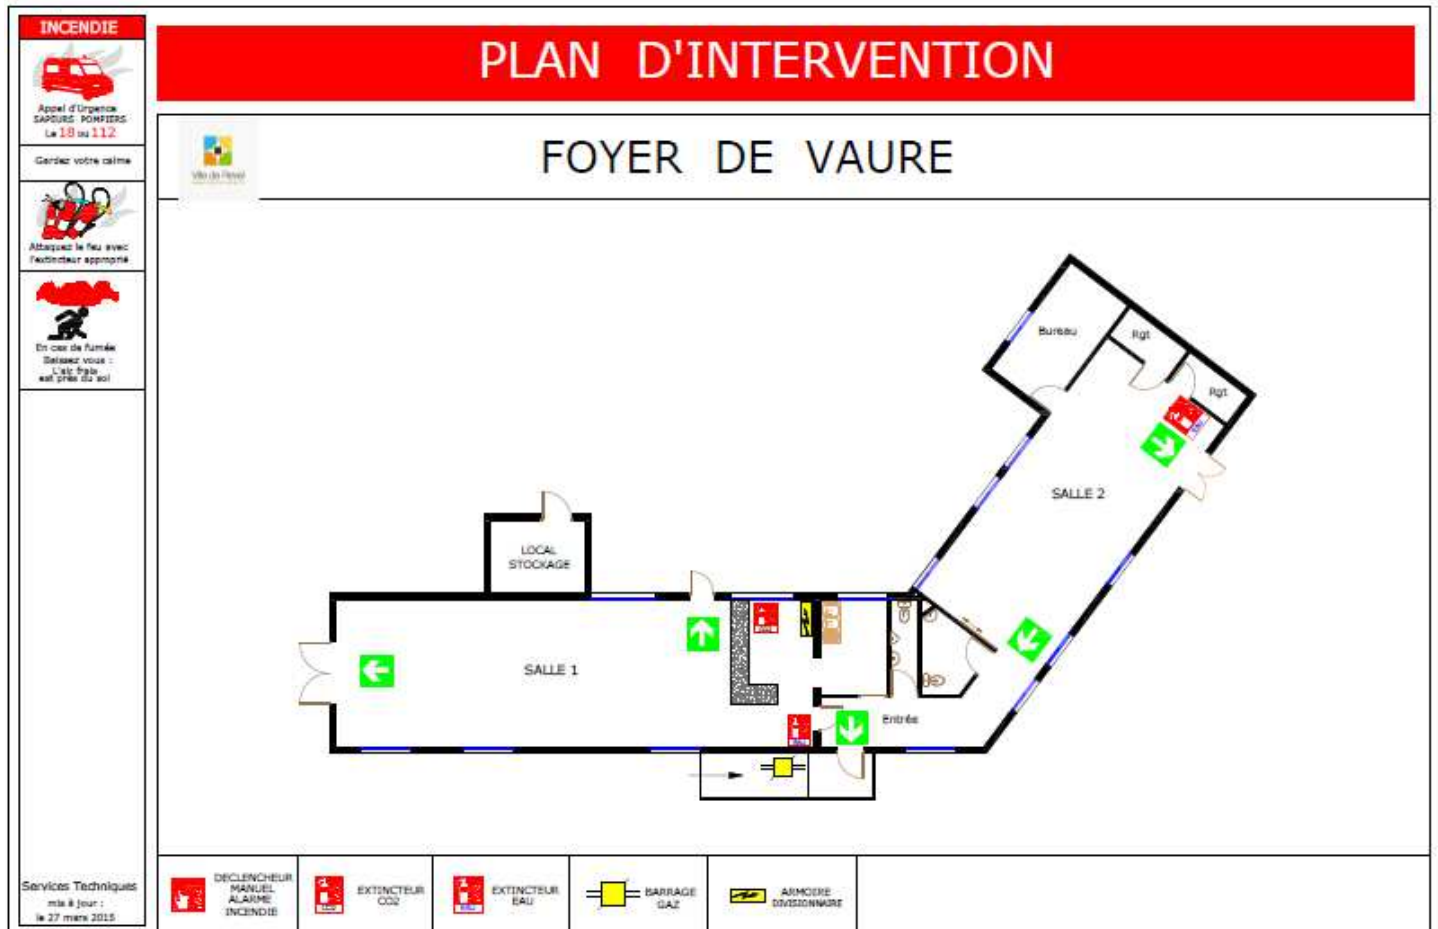 INCENDIE
Appel d'Urgence
SAPEURS POMPIERS
Le 18 ou 112
Gardez votre calme
Attaquez le feu avec
l'extincteur approprié
En cas de fumée
Baissez vous :
L'air frais
est près du sol
Services Techniques
mis à jour :
le 27 mars 2015
PLAN D'INTERVENTION
Ville de Revel
FOYER DE VAURE
Bureau
Rgt
Rgt
SALLE 2
LOCAL
STOCKAGE
SALLE 1
Entrée
DECLENCHEUR
MANUEL
ALARME
INCENDIE
EXTINCTEUR
CO2
EXTINCTEUR
EAU
BARRAGE
GAZ
ARMOIRE
DIVISIONNAIRE